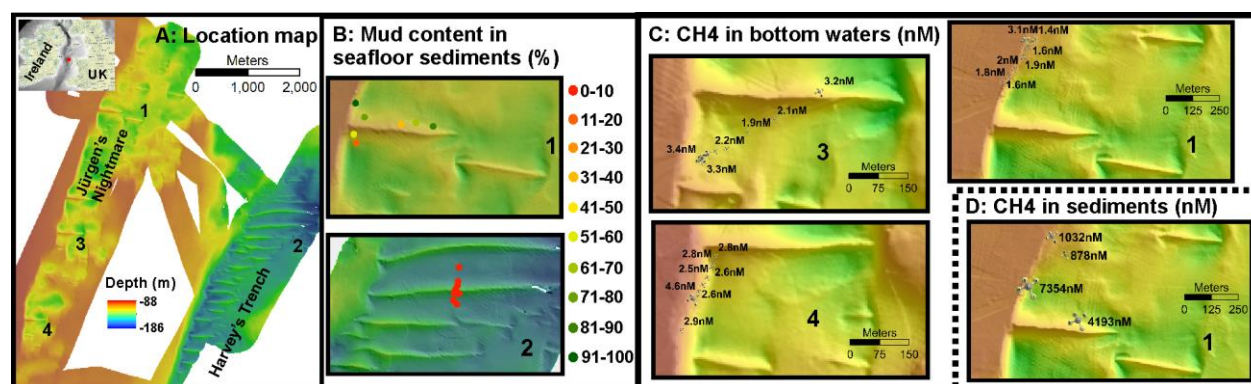 A: Location map
Ireland
UK
Meters
0 1,000 2,000
1
Jürgen's
Nightmare
3
2
Depth (m)
-88
-186
4
Harvey's Trench
B: Mud content in
seafloor sediments (%)
1
2
0-10
11-20
21-30
31-40
41-50
51-60
61-70
71-80
81-90
91-100
C: CH4 in bottom waters (nM)
3.2nM
2.1nM
1.9nM
2.2nM
3.4nM
3.3nM
3
Meters
0 75 150
2.8nM
2.8nM
2.5nM
2.6nM
4.6nM
2.6nM
2.9nM
4
Meters
0 75 150
3.1nM
1.4nM
1.6nM
2nM
1.9nM
1.8nM
1.6nM
Meters
0 125 250
1
D: CH4 in sediments (nM)
1032nM
878nM
7354nM
4193nM
Meters
0 125 250
1